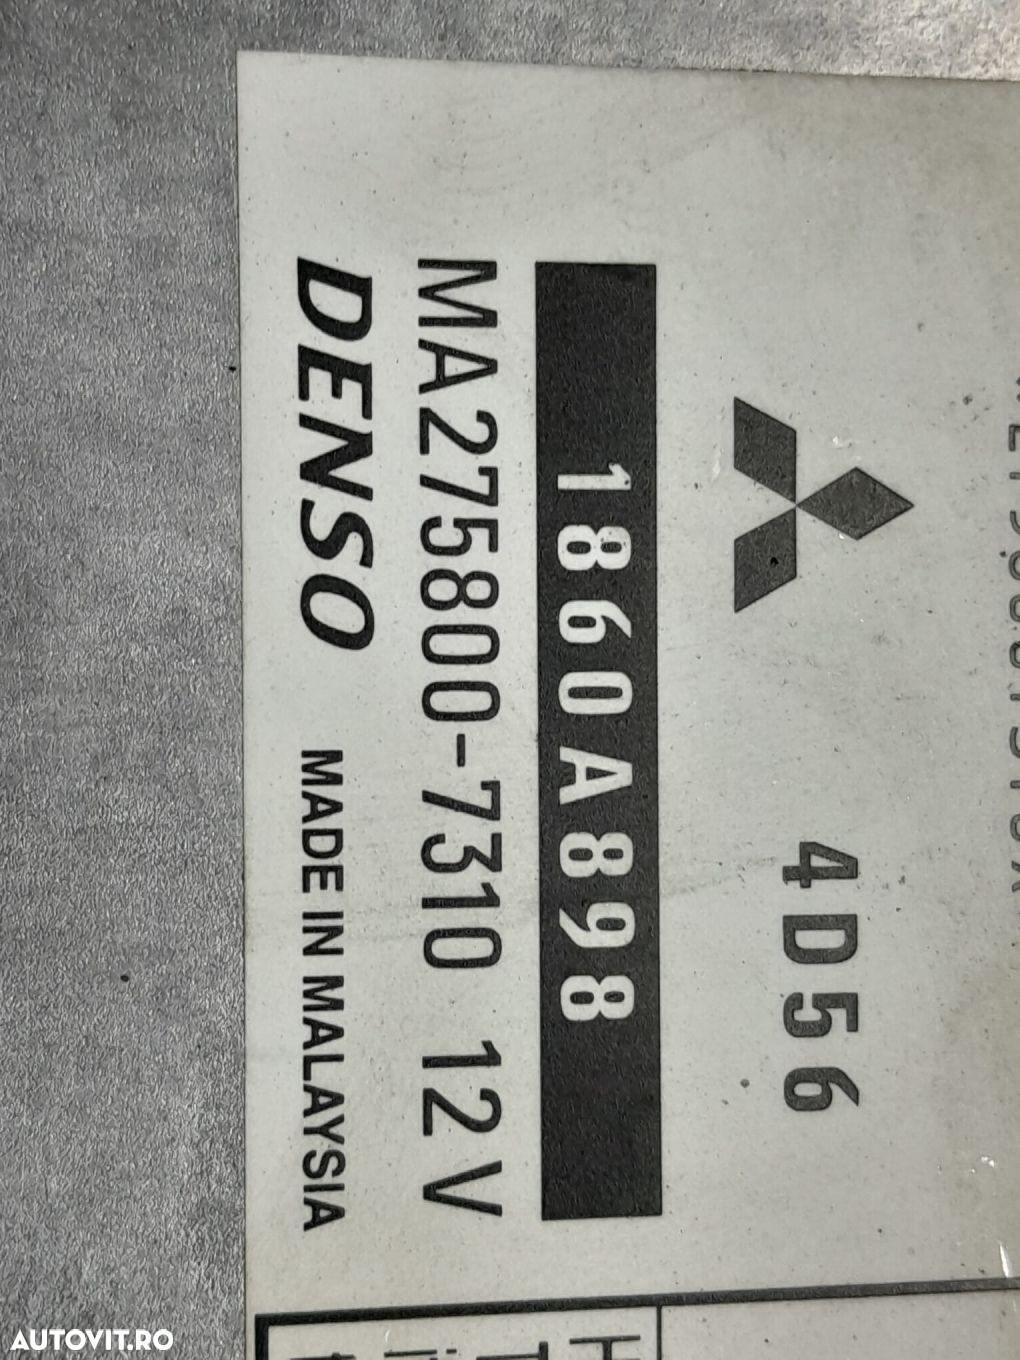 4D56
1860A898
MA275800-7310 12V
DENSO MADE IN MALAYSIA
AUTOVIT.RO